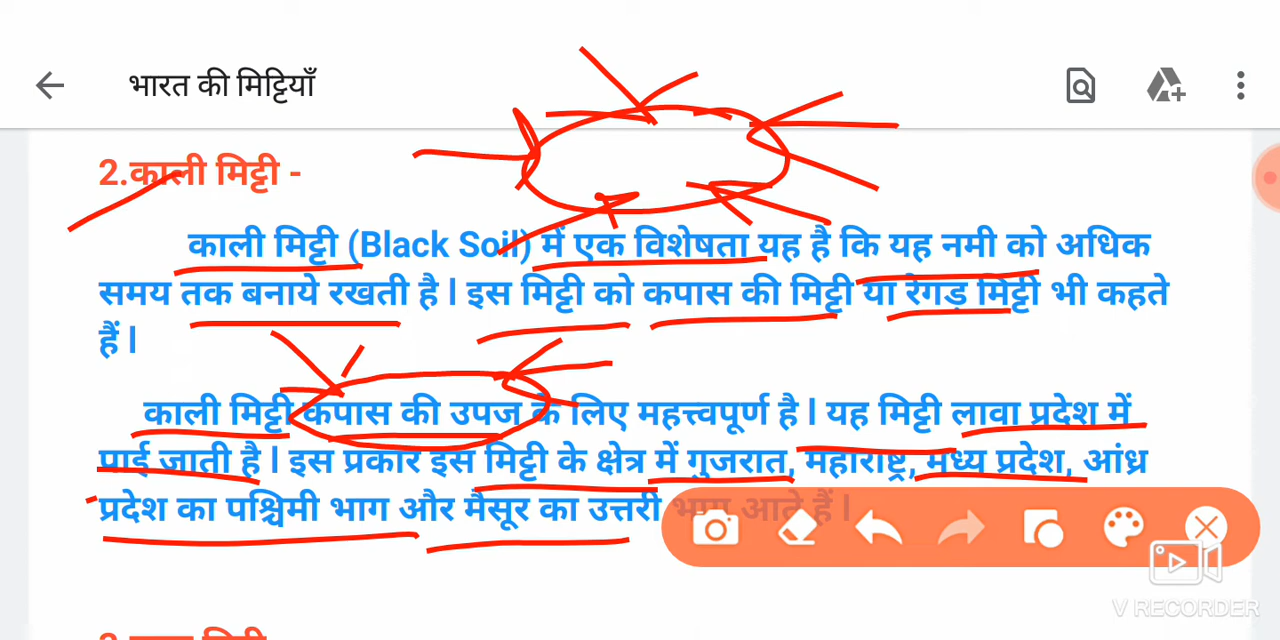 भारत की मिट्टियाँ
2.काली मिट्टी -
काली मिट्टी (Black Soil) में एक विशेषता यह है कि यह नमी को अधिक
समय तक बनाये रखती है। इस मिट्टी को कपास की मिट्टी या रेगड़ मिट्टी भी कहते
हैं।
काली मिट्टी कपास की उपज के लिए महत्त्वपूर्ण है। यह मिट्टी लावा प्रदेश में
पाई जाती है। इस प्रकार इस मिट्टी के क्षेत्र में गुजरात, महाराष्ट्र, मध्य प्रदेश, आंध्र
प्रदेश का पश्चिमी भाग और मैसूर का उत्तरी भाग आते हैं।
V RECORDER